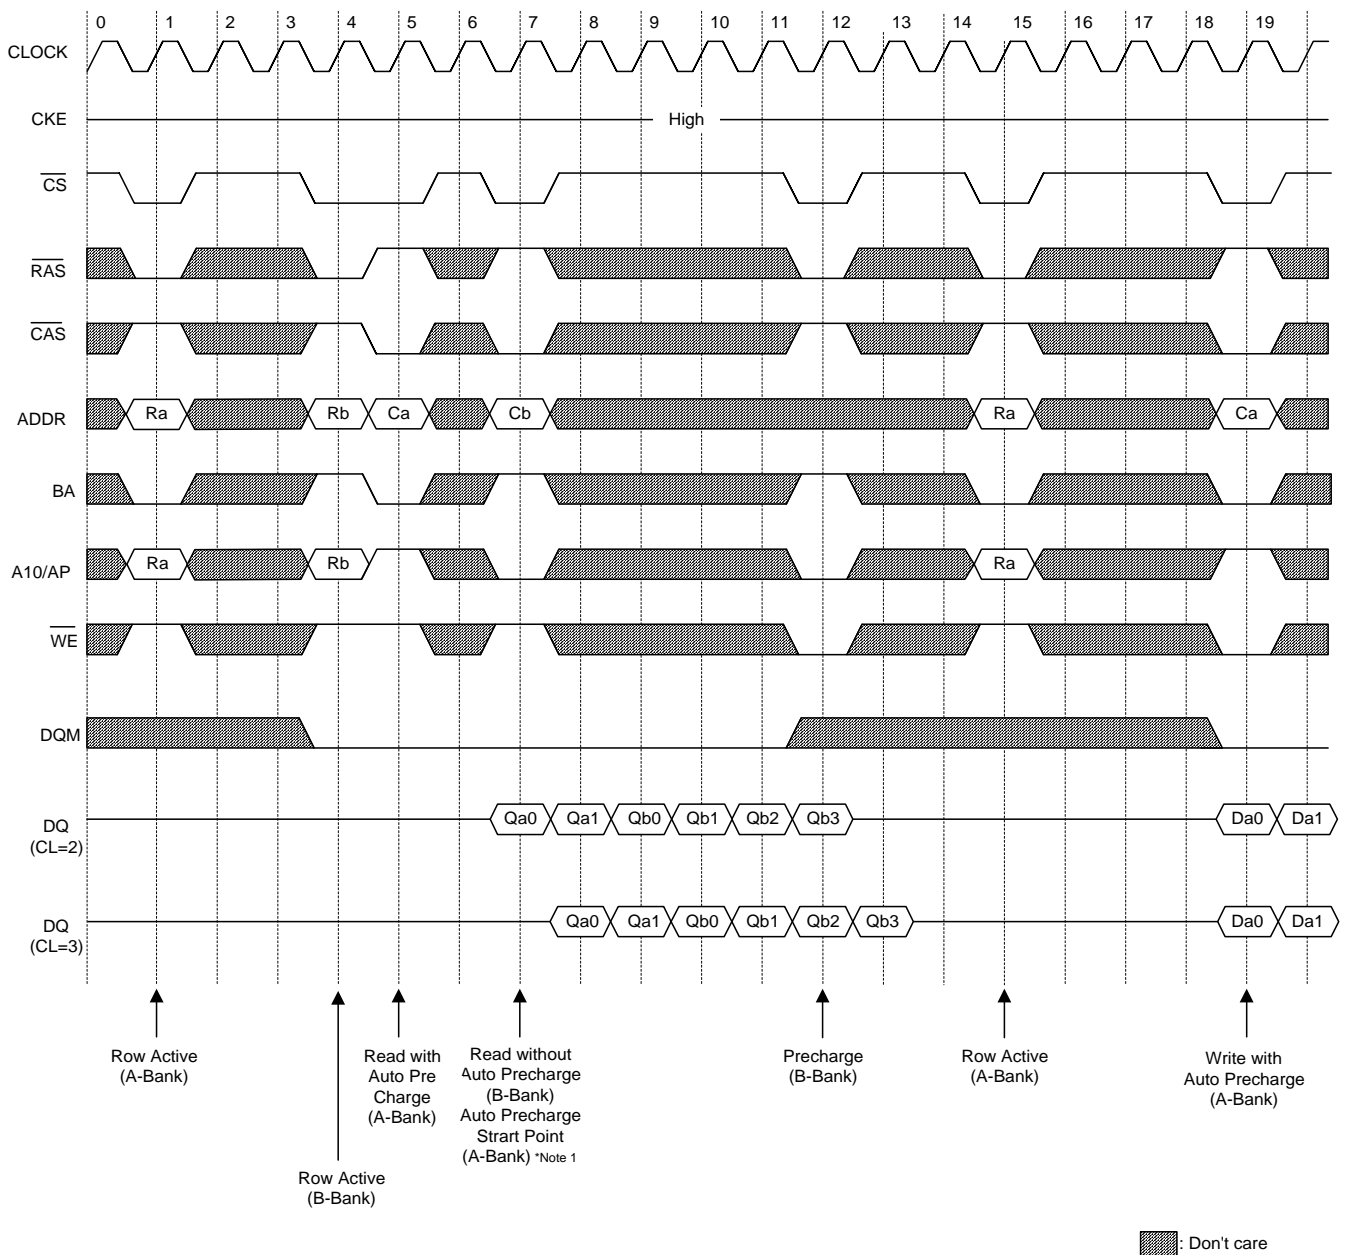 0 1 2 3 4 5 6 7 8 9 10 11 12 13 14 15 16 17 18 19
CLOCK
CKE High
CS
RAS
CAS
ADDR Ra Rb Ca Cb Ra Ca
BA
A10/AP Ra Rb Ra
WE
DQM
DQ
(CL=2)
Qa0 Qa1 Qb0 Qb1 Qb2 Qb3 Da0 Da1
DQ
(CL=3)
Qa0 Qa1 Qb0 Qb1 Qb2 Qb3 Da0 Da1
Row Active
(A-Bank)
Row Active
(B-Bank)
Read with
Auto Pre
Charge
(A-Bank)
Read without
Auto Precharge
(B-Bank)
Auto Precharge
Strart Point
(A-Bank) *Note 1
Precharge
(B-Bank)
Row Active
(A-Bank)
Write with
Auto Precharge
(A-Bank)
: Don't care